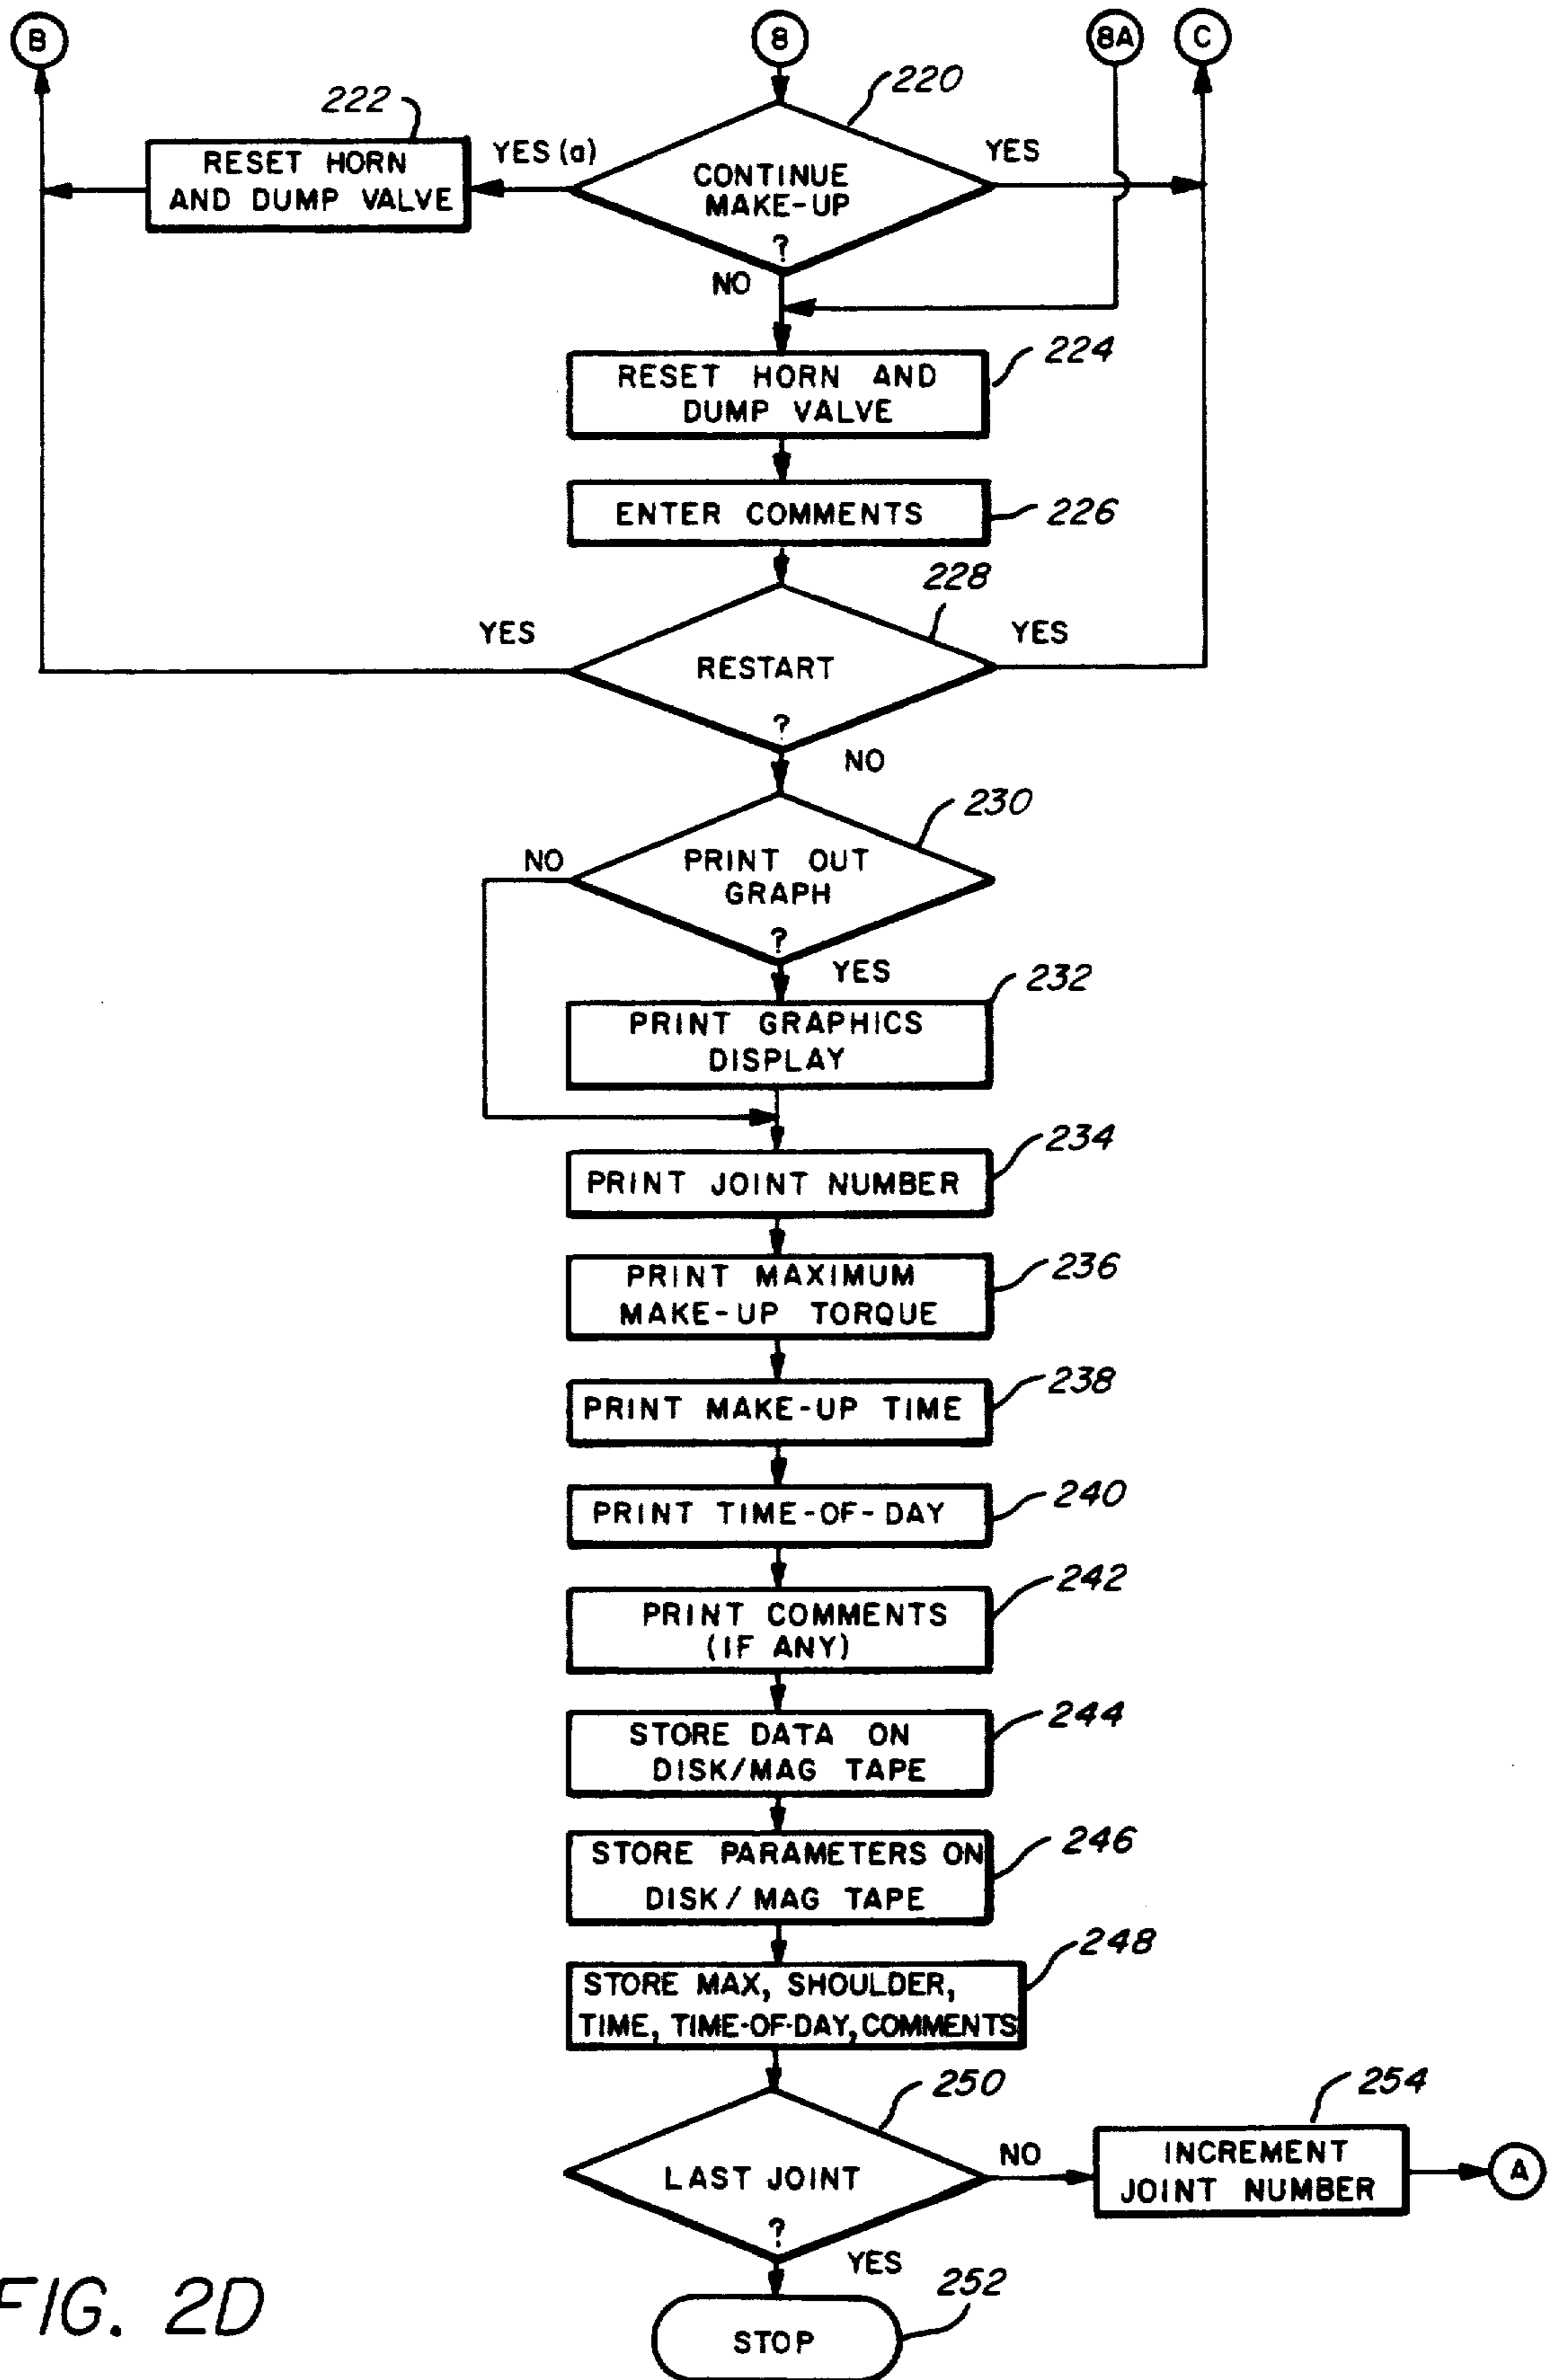 B
8
8A
C
222
220
RESET HORN
AND DUMP VALVE
YES (a)
CONTINUE
MAKE-UP
?
YES
NO
224
RESET HORN AND
DUMP VALVE
ENTER COMMENTS
226
228
YES
RESTART
?
YES
NO
230
NO
PRINT OUT
GRAPH
?
YES
232
PRINT GRAPHICS
DISPLAY
234
PRINT JOINT NUMBER
236
PRINT MAXIMUM
MAKE-UP TORQUE
238
PRINT MAKE-UP TIME
240
PRINT TIME-OF-DAY
242
PRINT COMMENTS
(IF ANY)
244
STORE DATA ON
DISK/MAG TAPE
246
STORE PARAMETERS ON
DISK / MAG TAPE
248
STORE MAX, SHOULDER,
TIME, TIME-OF-DAY, COMMENTS
250
LAST JOINT
?
NO
254
INCREMENT
JOINT NUMBER
A
YES
252
STOP
FIG. 2D